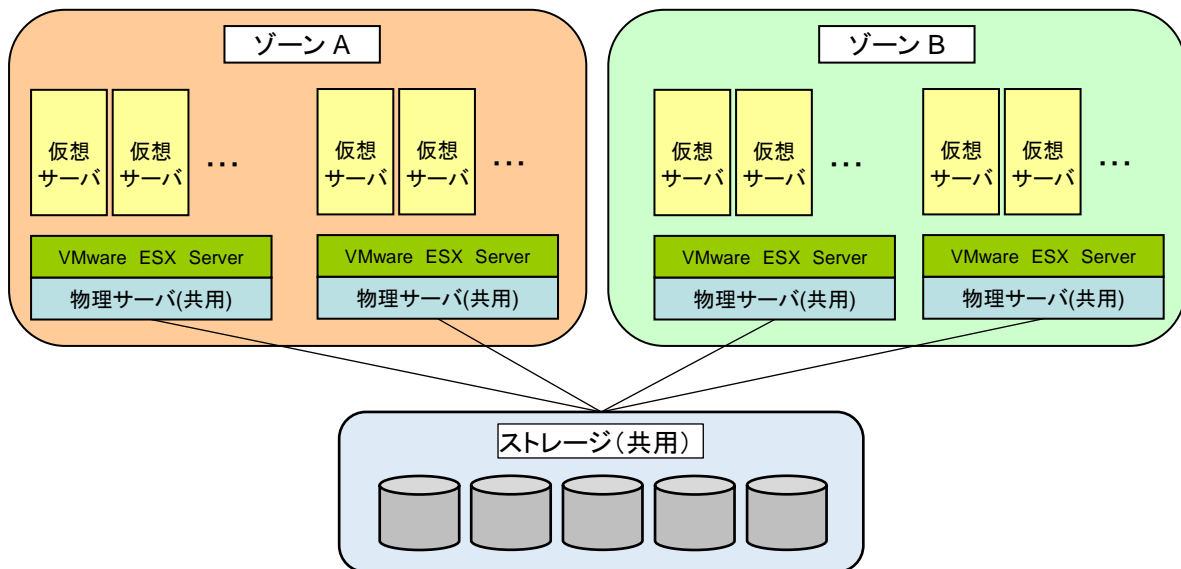 ゾーン A
仮想
サーバ
仮想
サーバ
...
仮想
サーバ
仮想
サーバ
...
VMware ESX Server
物理サーバ(共用)
VMware ESX Server
物理サーバ(共用)
ゾーン B
仮想
サーバ
仮想
サーバ
...
仮想
サーバ
仮想
サーバ
...
VMware ESX Server
物理サーバ(共用)
VMware ESX Server
物理サーバ(共用)
ストレージ（共用）